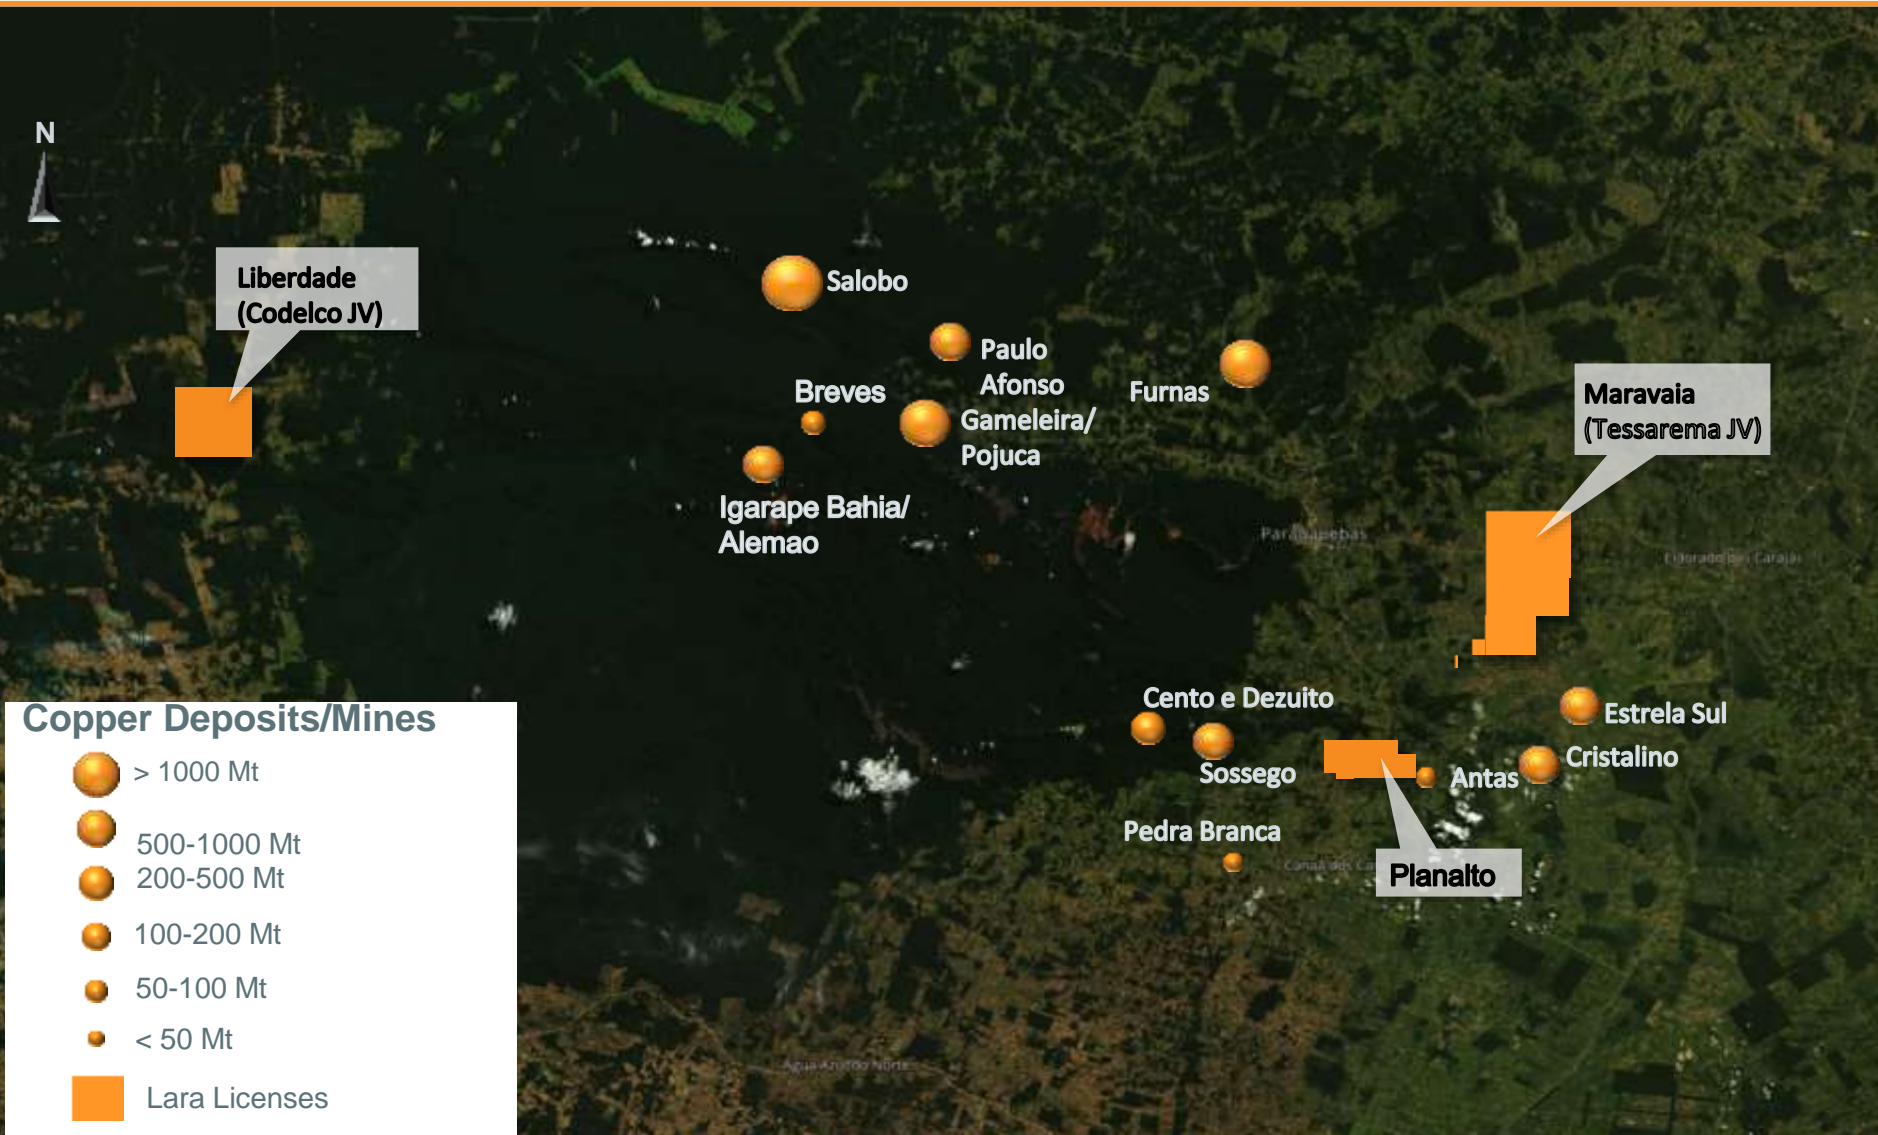 N
Liberdade
(Codelco JV)
Salobo
Paulo
Afonso
Breves
Furnas
Gameleira/
Pojuca
Maravaia
(Tessarema JV)
Igarape Bahia/
Alemao
Parauapebas
Cento e Dezuito
Sossego
Estrela Sul
Cristalino
Antas
Pedra Branca
Planalto
Copper Deposits/Mines
> 1000 Mt
500-1000 Mt
200-500 Mt
100-200 Mt
50-100 Mt
< 50 Mt
Lara Licenses